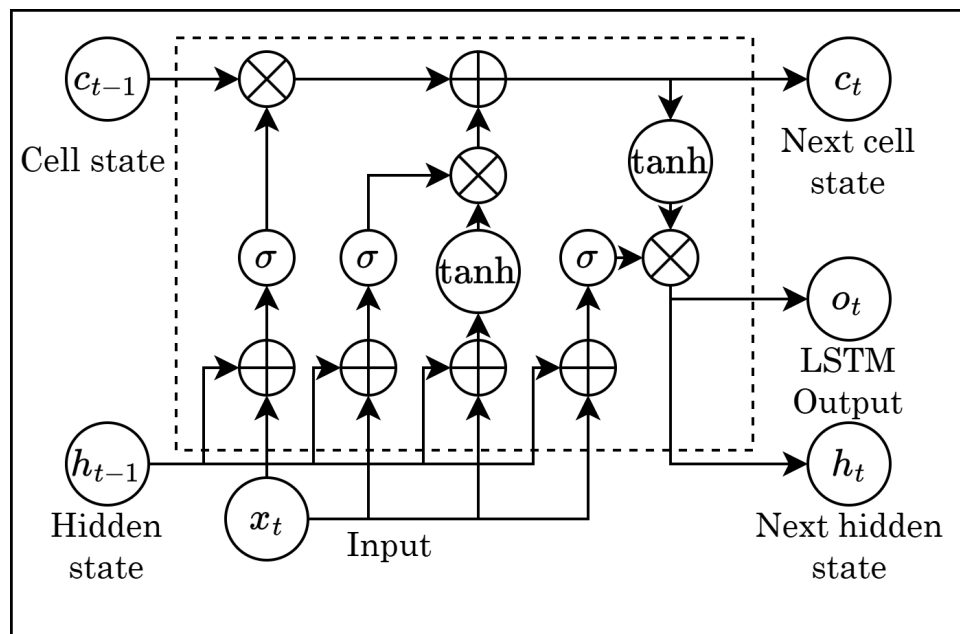 c_{t-1}
c_t
Cell state
tanh
Next cell
state
σ
σ
tanh
σ
o_t
LSTM
Output
h_{t-1}
h_t
Hidden
state
x_t
Input
Next hidden
state